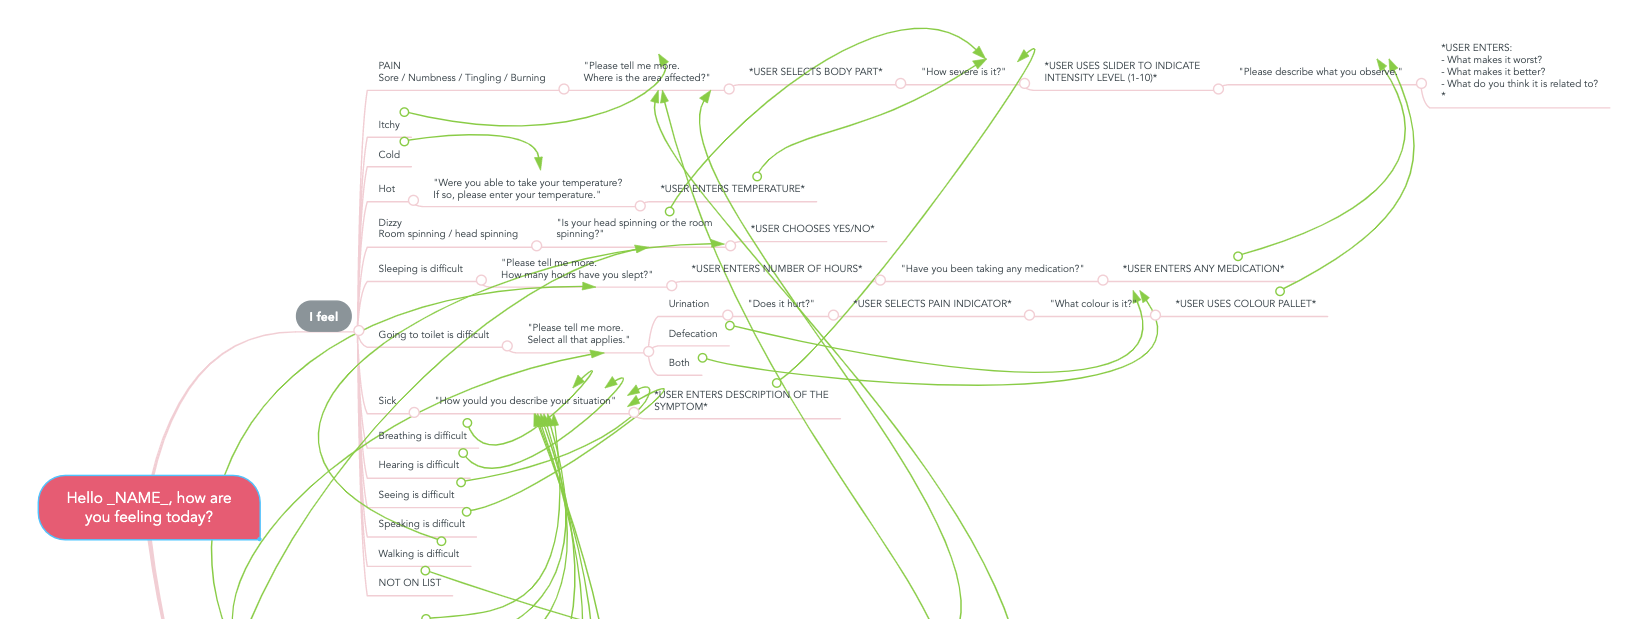 PAIN
Sore / Numbness / Tingling / Burning
"Please tell me more.
Where is the area affected?"
*USER SELECTS BODY PART*
"How severe is it?"
*USER USES SLIDER TO INDICATE
INTENSITY LEVEL (1-10)*
"Please describe what you observe."
*USER ENTERS:
- What makes it worst?
- What makes it better?
- What do you think it is related to?
*
Itchy
Cold
Hot
"Were you able to take your temperature?
If so, please enter your temperature."
*USER ENTERS TEMPERATURE*
Dizzy
Room spinning / head spinning
"Is your head spinning or the room
spinning?"
*USER CHOOSES YES/NO*
Sleeping is difficult
"Please tell me more.
How many hours have you slept?"
*USER ENTERS NUMBER OF HOURS*
"Have you been taking any medication?"
*USER ENTERS ANY MEDICATION*
I feel
Going to toilet is difficult
"Please tell me more.
Select all that applies."
Urination
"Does it hurt?"
*USER SELECTS PAIN INDICATOR*
"What colour is it?"
*USER USES COLOUR PALLET*
Defecation
Both
Sick
"How would you describe your situation"
*USER ENTERS DESCRIPTION OF THE
SYMPTOM*
Breathing is difficult
Hearing is difficult
Seeing is difficult
Speaking is difficult
Walking is difficult
NOT ON LIST
Hello _NAME_, how are
you feeling today?